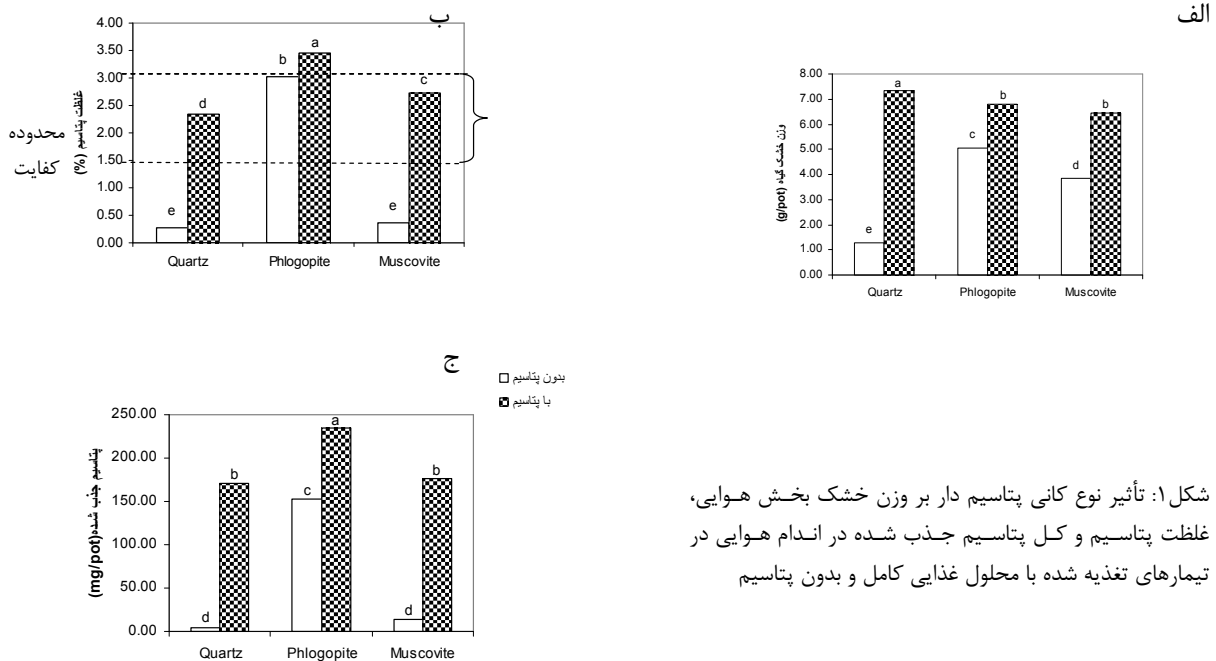 الف
8.00
7.00
6.00
5.00
4.00
3.00
2.00
1.00
0.00
وزن خشک گیاه (g/pot)
e
a
c
b
d
b
Quartz Phlogopite Muscovite
ب
4.00
3.50
3.00
2.50
2.00
1.50
1.00
0.50
0.00
غلظت پتاسیم (%)
محدوده
کفایت
e
d
b
a
e
c
Quartz Phlogopite Muscovite
ج
بدون پتاسیم
با پتاسیم
250.00
200.00
150.00
100.00
50.00
0.00
پتاسیم جذب شده(mg/pot)
d
b
c
a
d
b
Quartz Phlogopite Muscovite
شکل۱: تأثیر نوع کانی پتاسیم دار بر وزن خشک بخش هوایی،
غلظت پتاسیم و کل پتاسیم جذب شده در اندام هوایی در
تیمارهای تغذیه شده با محلول غذایی کامل و بدون پتاسیم